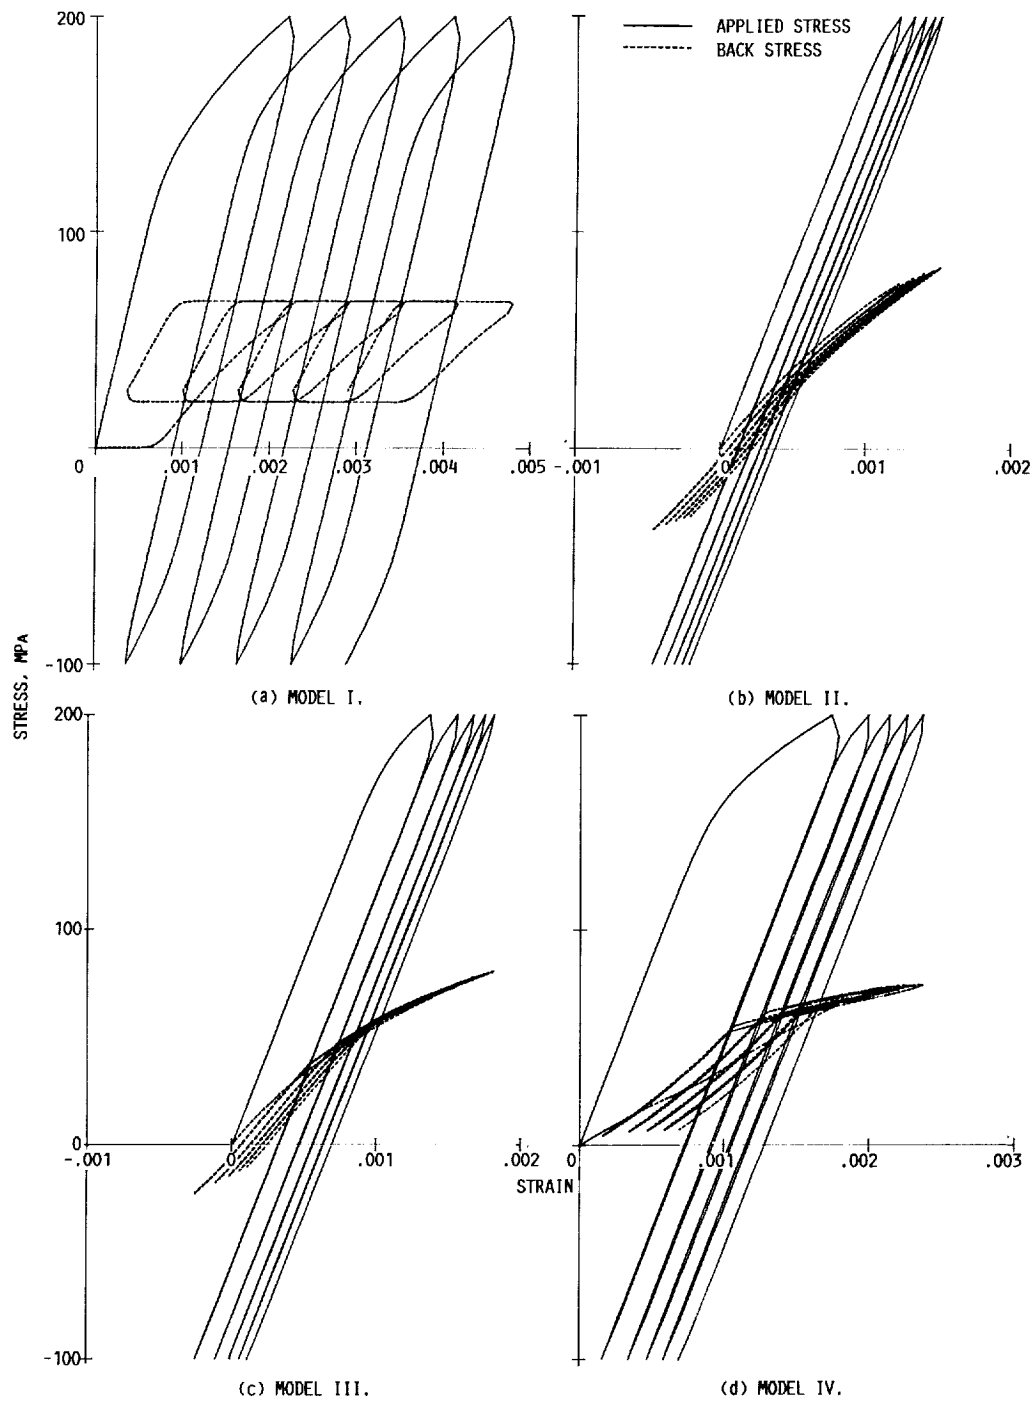 200
APPLIED STRESS
BACK STRESS
100
0 .001 .002 .003 .004 .005 -.001 0 .001 .002
-100
(a) MODEL I.
(b) MODEL II.
STRESS, MPA
200
100
0
-.001 0 .001 .002 0 .001 .002 .003
STRAIN
-100
(c) MODEL III.
(d) MODEL IV.